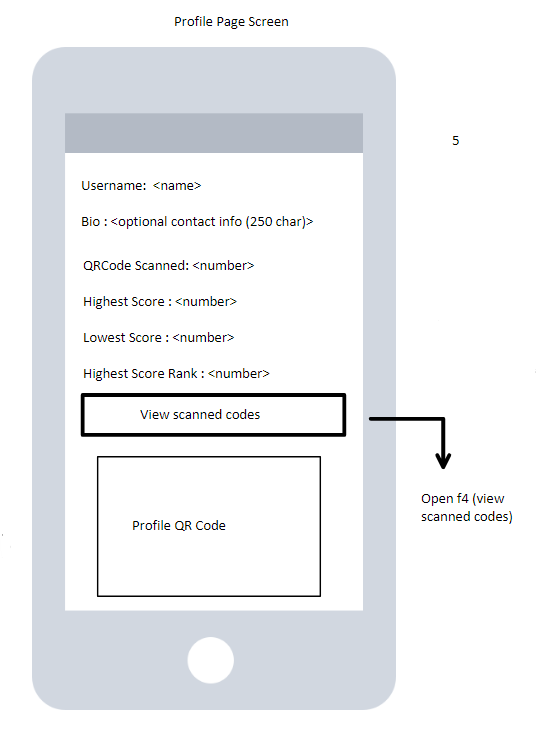 Profile Page Screen
5
Username:  <name>
Bio : <optional contact info (250 char)>
QRCode Scanned: <number>
Highest Score : <number>
Lowest Score : <number>
Highest Score Rank : <number>
View scanned codes
Open f4 (view
scanned codes)
Profile QR Code